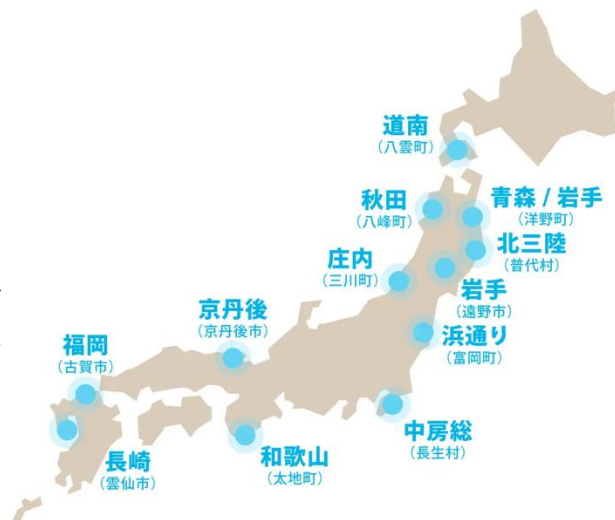 道南
(八雲町)
秋田
(八峰町)
青森 / 岩手
(洋野町)
北三陸
(普代村)
庄内
(三川町)
岩手
(遠野市)
京丹後
(京丹後市)
浜通り
(富岡町)
福岡
(古賀市)
中房総
(長生村)
和歌山
(太地町)
長崎
(雲仙市)